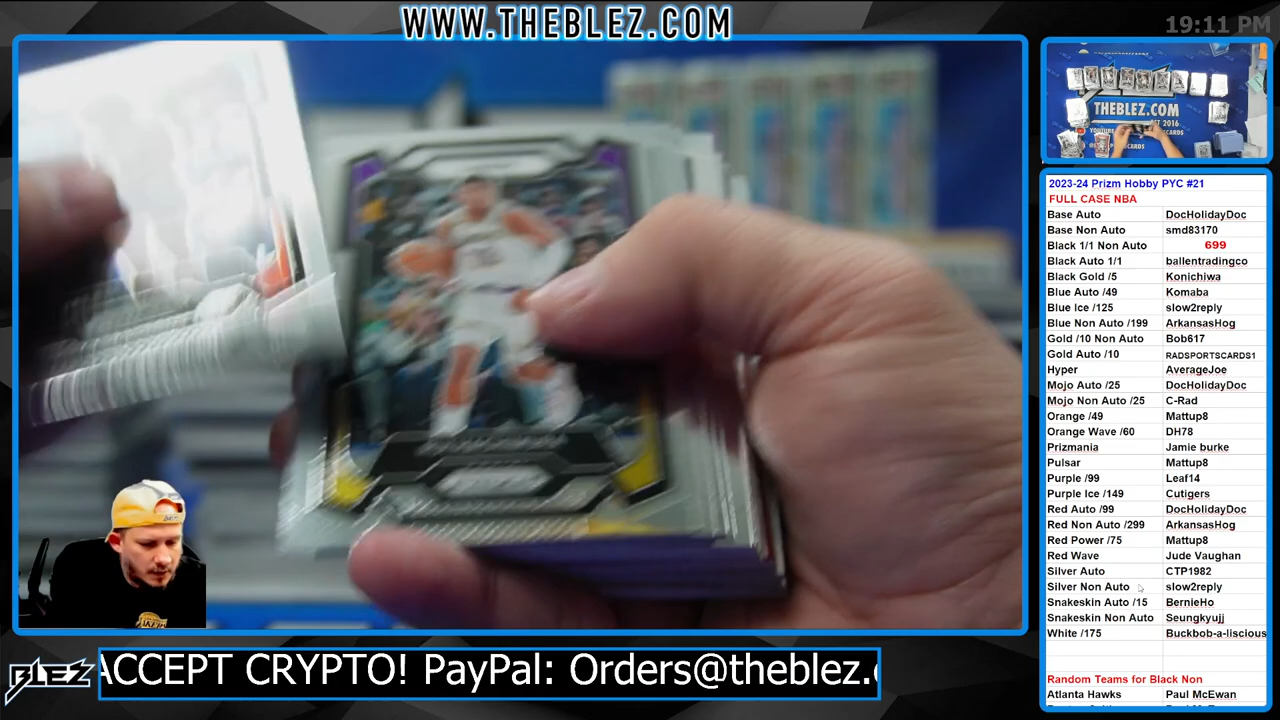 WWW.THEBLEZ.COM
19:11 PM
THEBLEZ.COM
2023-24 Prizm Hobby PYC #21
FULL CASE NBA
Base Auto DocHolidayDoc
Base Non Auto smd83170
Black 1/1 Non Auto 699
Black Auto 1/1 ballentradingco
Black Gold /5 Konichiwa
Blue Auto /49 Komaba
Blue ice /125 slow2reply
Blue Non Auto /199 ArkansasHog
Gold /10 Non Auto Bob617
Gold Auto /10 RADSPORTSCARDS1
Hyper AverageJoe
Mojo Auto /25 DocHolidayDoc
Mojo Non Auto /25 C-Rad
Orange /49 Mattup8
Orange Wave /60 DH78
Prizmania Jamie burke
Pulsar Mattup8
Purple /99 Leaf14
Purple Ice /149 Cutigers
Red Auto /99 DocHolidayDoc
Red Non Auto /299 ArkansasHog
Red Power /75 Mattup8
Red Wave Jude Vaughan
Silver Auto CTP1982
Silver Non Auto slow2reply
Snakeskin Auto /15 BernieHo
Snakeskin Non Auto Seungkyujj
White /175 Buckbob-a-liscious
Random Teams for Black Non
Atlanta Hawks Paul McEwan
BLEZ
ACCEPT CRYPTO! PayPal: Orders@theblez.c